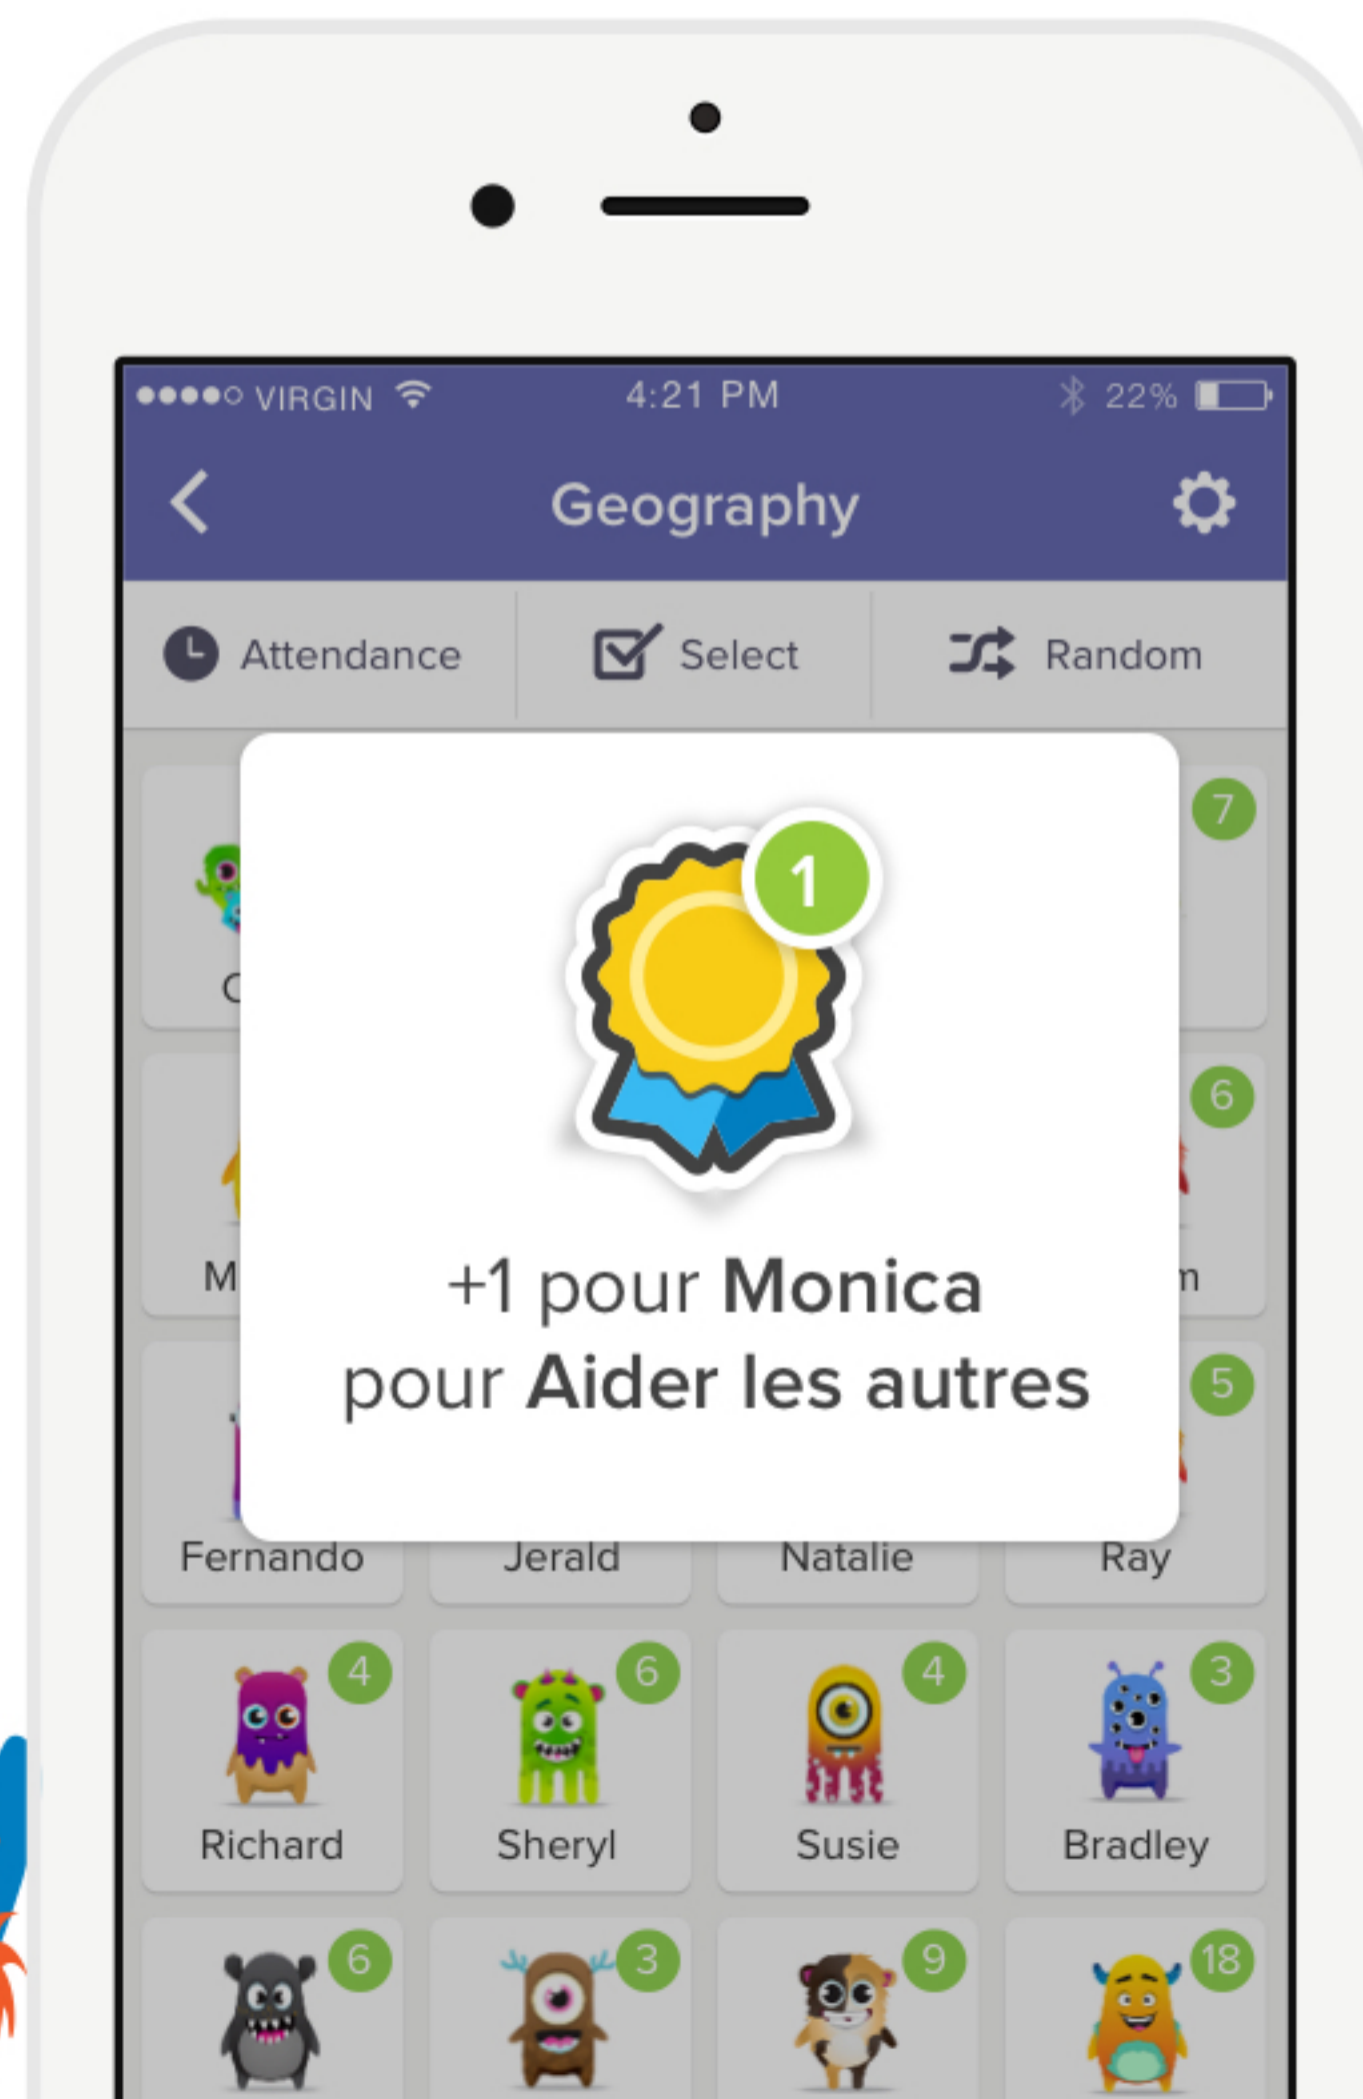 VIRGIN 4:21 PM 22%
Geography
Attendance Select Random
7
1
6
+1 pour Monica
pour Aider les autres
5
Fernando Jerald Natalie Ray
4 6 4 3
Richard Sheryl Susie Bradley
6 3 9 18